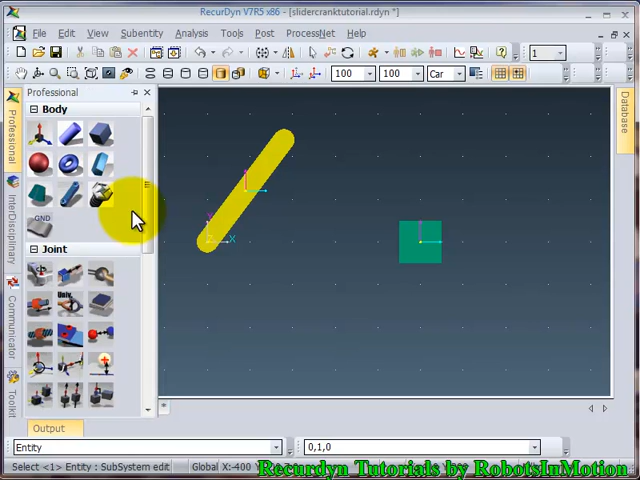 RecurDyn V7R5 x86 - [slidercranktutorial.rdyn *]
File Edit View Subentity Analysis Tools Post ProcessNet Help
1
100 100 Car
Professional
Body
GND
Joint
Univ.
Professional
InterDisciplinary
Communicator
Toolkit
Database
Y
Z X
*
Output
Entity 0,1,0
Select <1> Entity : SubSystem edit Global X:-400
Recurdyn Tutorials by RobotsInMotion